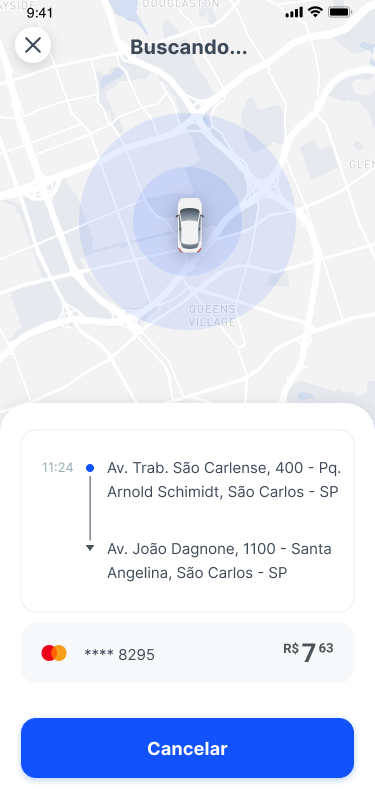 9:41
AYSIDE
DOUGLASTON
Buscando...
GLEN
QUEENS
VILLAGE
11:24
Av. Trab. São Carlense, 400 - Pq.
Arnold Schimidt, São Carlos - SP
Av. João Dagnone, 1100 - Santa
Angelina, São Carlos - SP
**** 8295
R$ 7 63
Cancelar